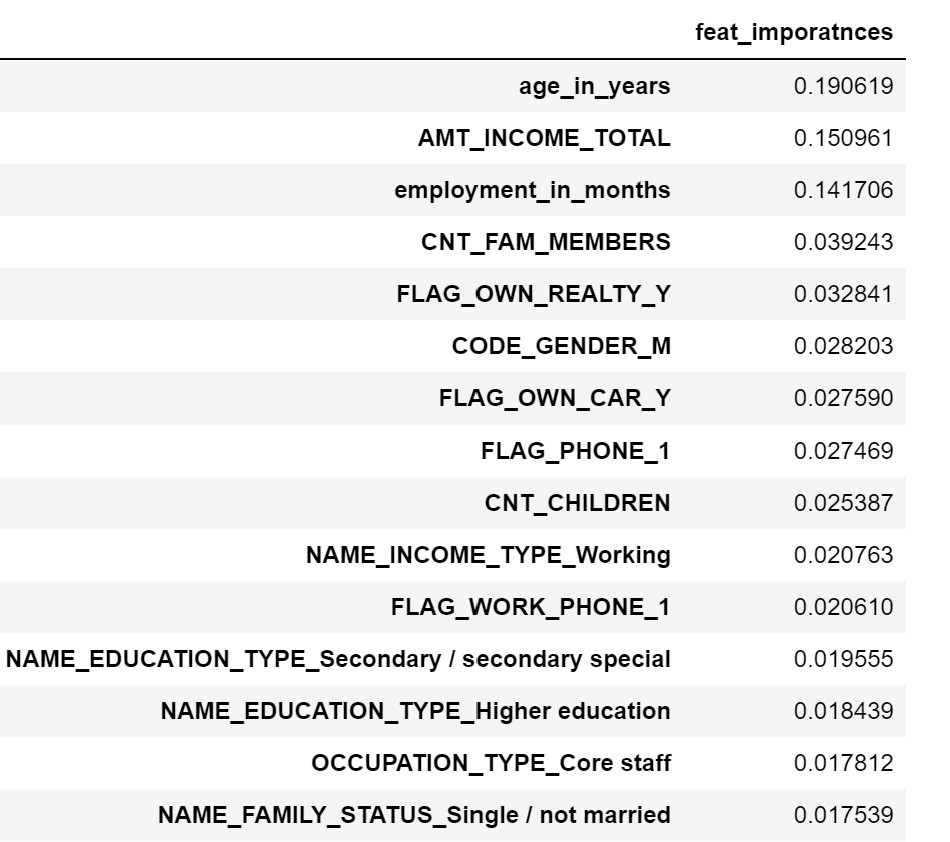 feat_imporatnces
age_in_years 0.190619
AMT_INCOME_TOTAL 0.150961
employment_in_months 0.141706
CNT_FAM_MEMBERS 0.039243
FLAG_OWN_REALTY_Y 0.032841
CODE_GENDER_M 0.028203
FLAG_OWN_CAR_Y 0.027590
FLAG_PHONE_1 0.027469
CNT_CHILDREN 0.025387
NAME_INCOME_TYPE_Working 0.020763
FLAG_WORK_PHONE_1 0.020610
NAME_EDUCATION_TYPE_Secondary / secondary special 0.019555
NAME_EDUCATION_TYPE_Higher education 0.018439
OCCUPATION_TYPE_Core staff 0.017812
NAME_FAMILY_STATUS_Single / not married 0.017539